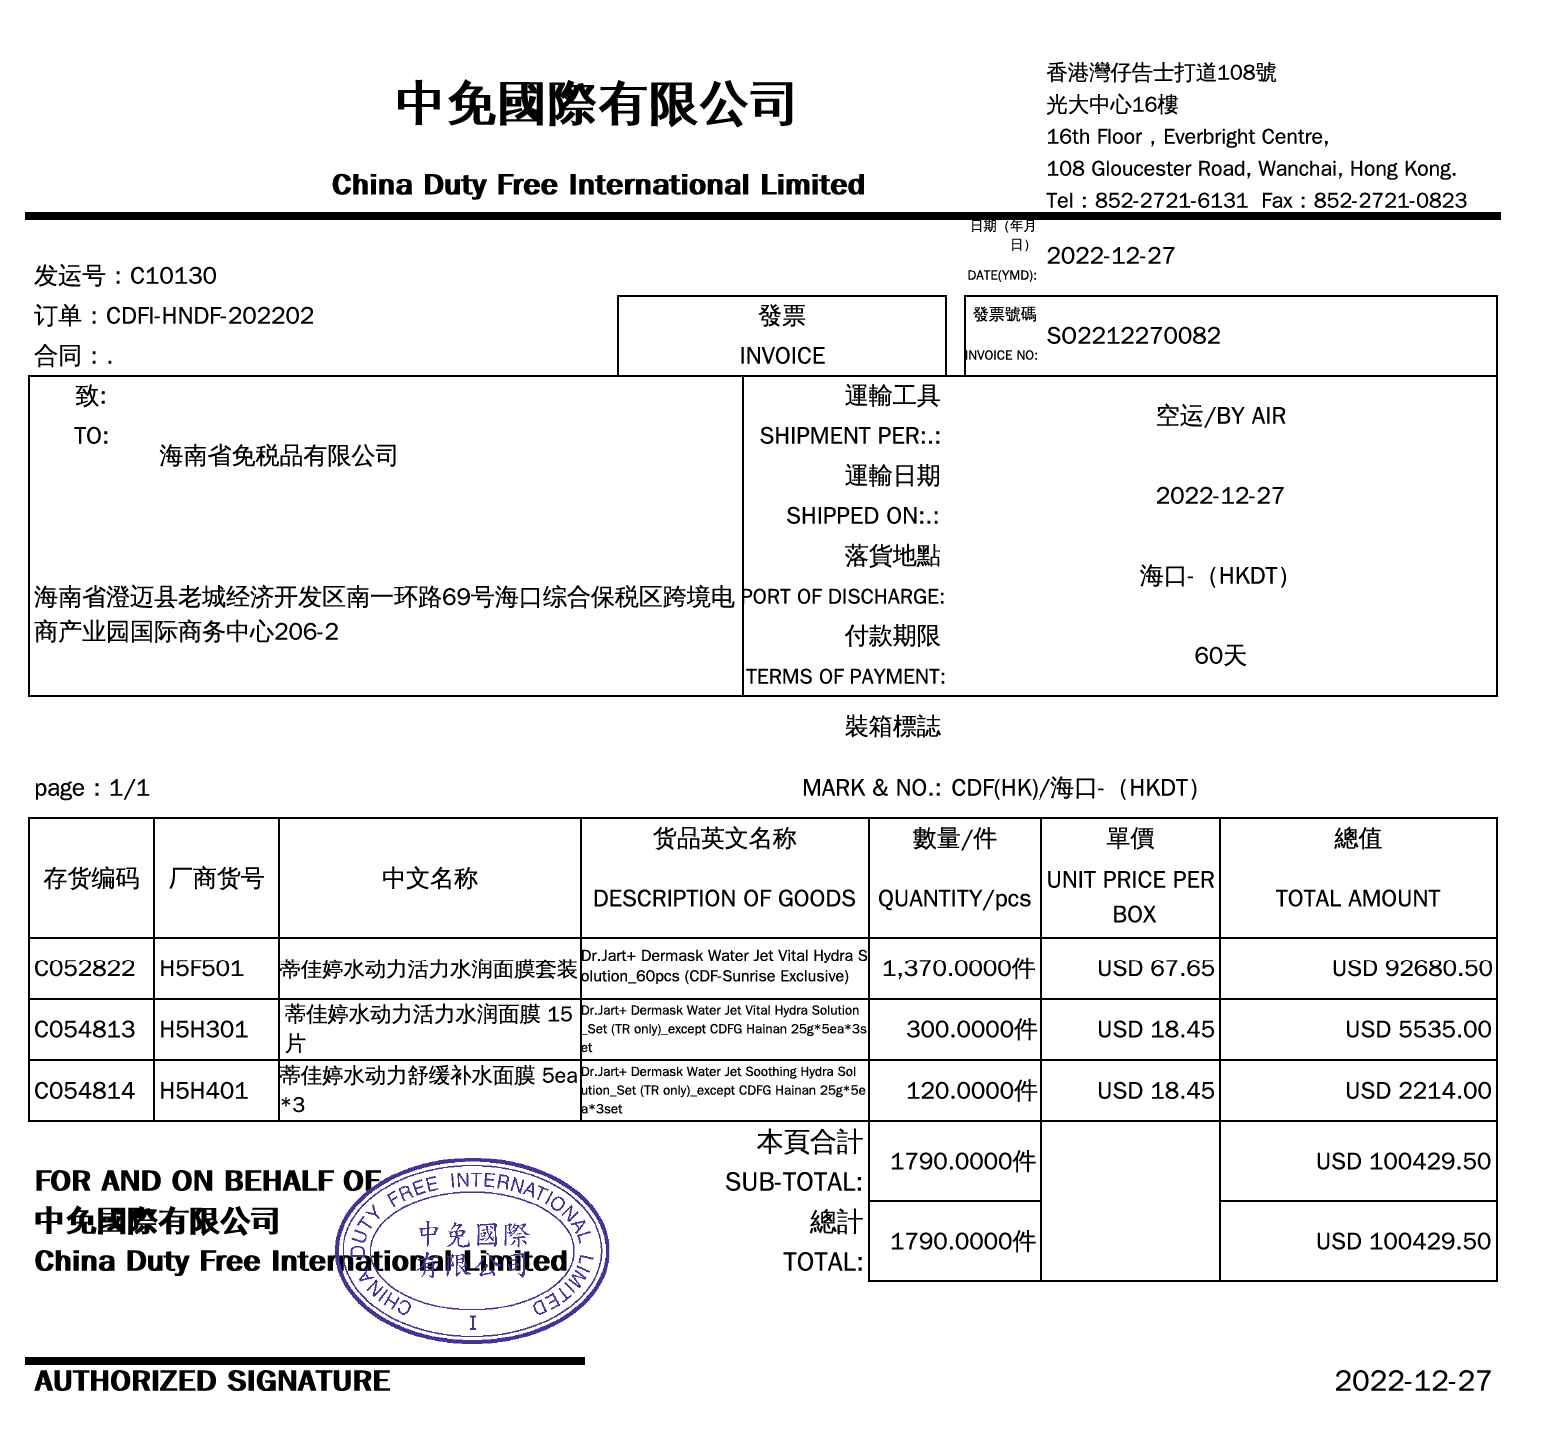 中免國際有限公司
China Duty Free International Limited
香港灣仔告士打道108號
光大中心16樓
16th Floor , Everbright Centre,
108 Gloucester Road, Wanchai, Hong Kong.
Tel : 852-2721-6131 Fax : 852-2721-0823
日期（年月
日）
DATE(YMD):
2022-12-27
发运号：C10130
订单：CDFI-HNDF-202202
合同：.
發票
INVOICE
發票號碼
INVOICE NO:
SO2212270082
致:
TO:
海南省免税品有限公司
海南省澄迈县老城经济开发区南一环路69号海口综合保税区跨境电
商产业园国际商务中心206-2
運輸工具
SHIPMENT PER:.:
空运/BY AIR
運輸日期
SHIPPED ON:.:
2022-12-27
落貨地點
PORT OF DISCHARGE:
海口-（HKDT）
付款期限
TERMS OF PAYMENT:
60天
裝箱標誌
page : 1/1
MARK & NO.: CDF(HK)/海口-（HKDT）
存货编码
厂商货号
中文名称
货品英文名称
DESCRIPTION OF GOODS
數量/件
QUANTITY/pcs
單價
UNIT PRICE PER
BOX
總值
TOTAL AMOUNT
C052822
H5F501
蒂佳婷水动力活力水润面膜套装
Dr.Jart+ Dermask Water Jet Vital Hydra S
olution_60pcs (CDF-Sunrise Exclusive)
1,370.0000件
USD 67.65
USD 92680.50
C054813
H5H301
蒂佳婷水动力活力水润面膜 15
片
Dr.Jart+ Dermask Water Jet Vital Hydra Solution
_Set (TR only)_except CDFG Hainan 25g*5ea*3s
et
300.0000件
USD 18.45
USD 5535.00
C054814
H5H401
蒂佳婷水动力舒缓补水面膜 5ea
*3
Dr.Jart+ Dermask Water Jet Soothing Hydra Sol
ution_Set (TR only)_except CDFG Hainan 25g*5e
a*3set
120.0000件
USD 18.45
USD 2214.00
本頁合計
SUB-TOTAL:
1790.0000件
USD 100429.50
總計
TOTAL:
1790.0000件
USD 100429.50
FOR AND ON BEHALF OF
中免國際有限公司
China Duty Free International Limited
CHINA DUTY FREE INTERNATIONAL LIMITED
中免國際
有限公司
I
AUTHORIZED SIGNATURE
2022-12-27